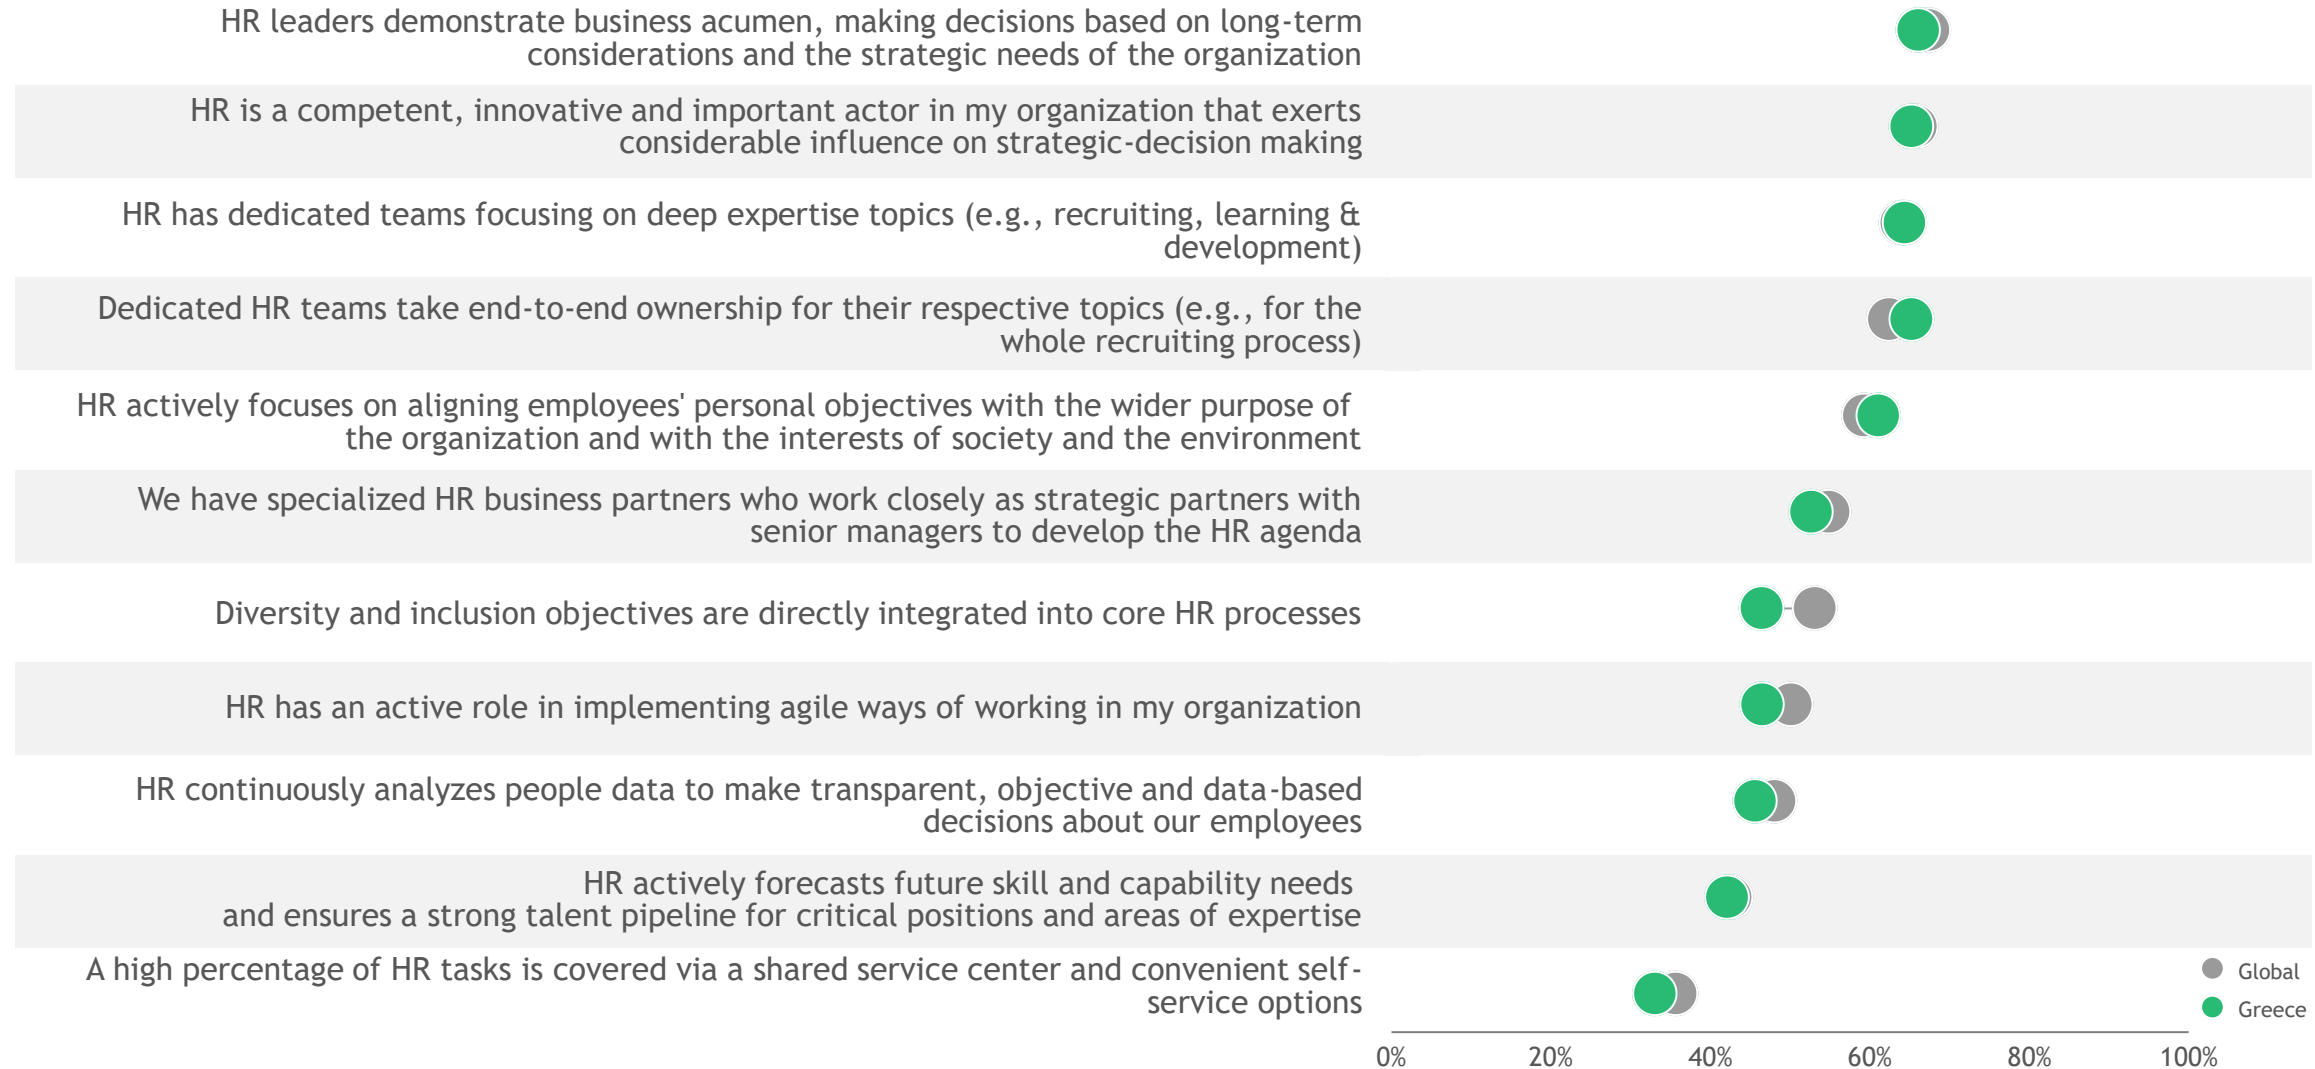 HR leaders demonstrate business acumen, making decisions based on long-term
considerations and the strategic needs of the organization
HR is a competent, innovative and important actor in my organization that exerts
considerable influence on strategic-decision making
HR has dedicated teams focusing on deep expertise topics (e.g., recruiting, learning &
development)
Dedicated HR teams take end-to-end ownership for their respective topics (e.g., for the
whole recruiting process)
HR actively focuses on aligning employees' personal objectives with the wider purpose of
the organization and with the interests of society and the environment
We have specialized HR business partners who work closely as strategic partners with
senior managers to develop the HR agenda
Diversity and inclusion objectives are directly integrated into core HR processes
HR has an active role in implementing agile ways of working in my organization
HR continuously analyzes people data to make transparent, objective and data-based
decisions about our employees
HR actively forecasts future skill and capability needs
and ensures a strong talent pipeline for critical positions and areas of expertise
A high percentage of HR tasks is covered via a shared service center and convenient self-
service options
Global
Greece
0% 20% 40% 60% 80% 100%